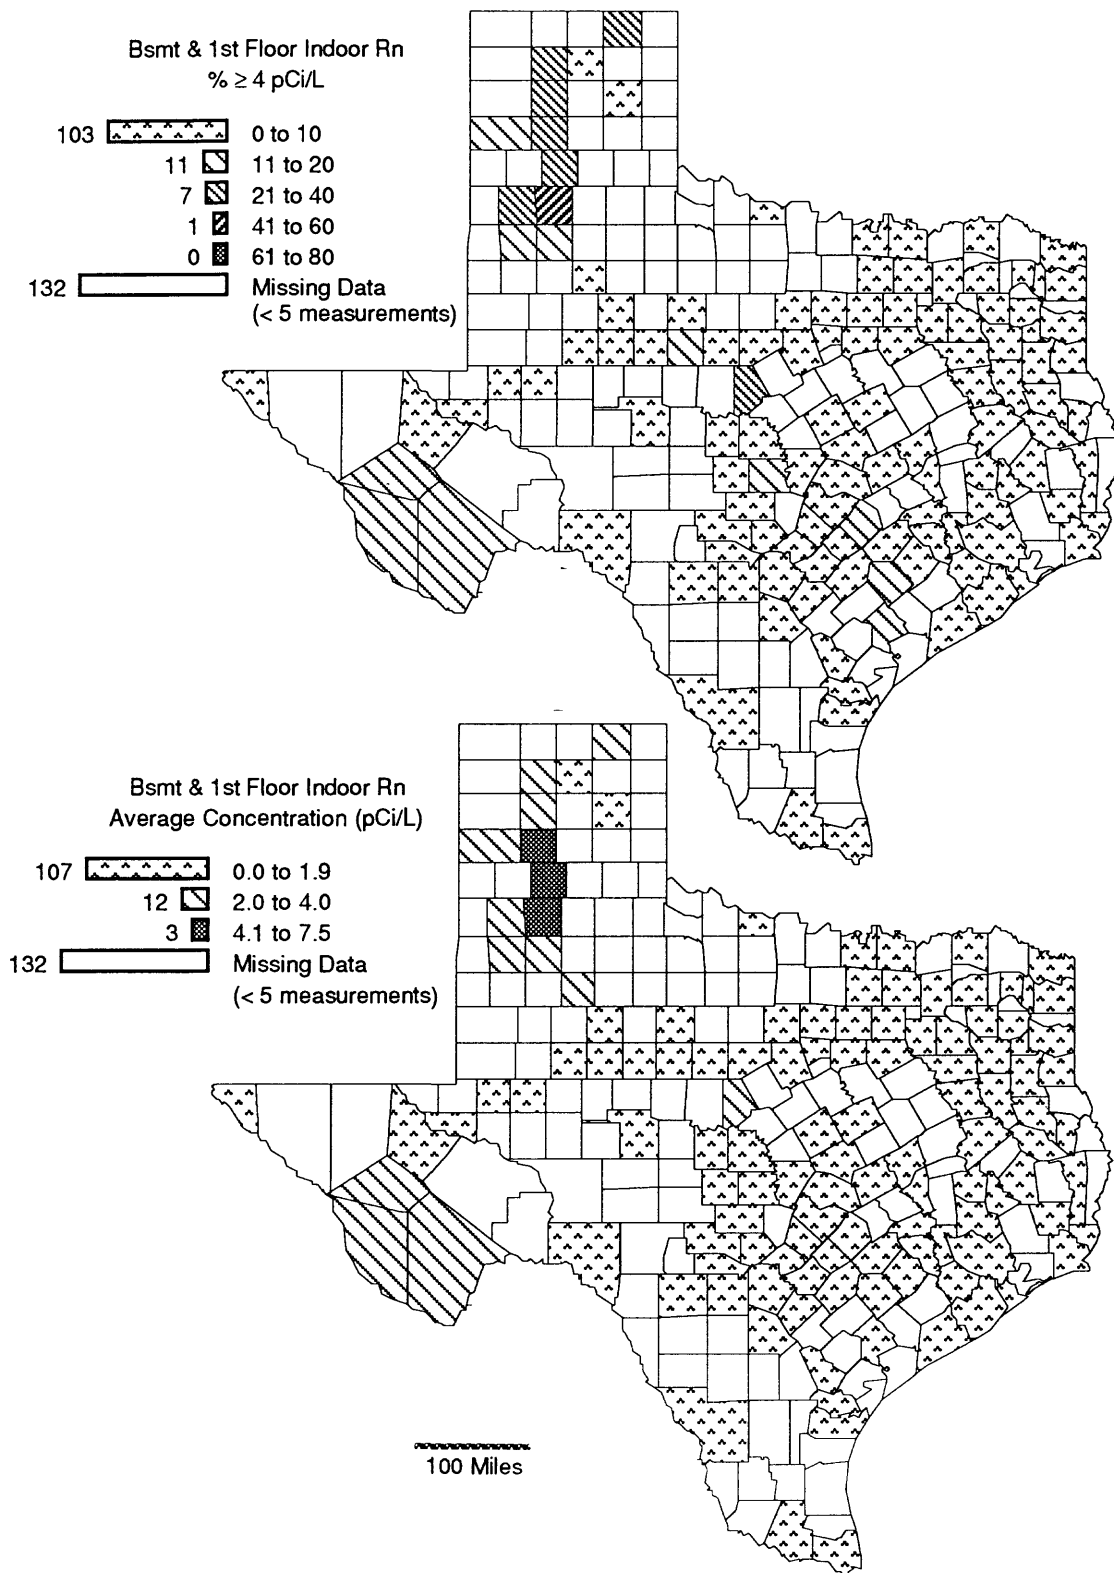 Bsmt & 1st Floor Indoor Rn
% ≥ 4 pCi/L
103 0 to 10
11 11 to 20
7 21 to 40
1 41 to 60
0 61 to 80
132 Missing Data
(< 5 measurements)
Bsmt & 1st Floor Indoor Rn
Average Concentration (pCi/L)
107 0.0 to 1.9
12 2.0 to 4.0
3 4.1 to 7.5
132 Missing Data
(< 5 measurements)
100 Miles